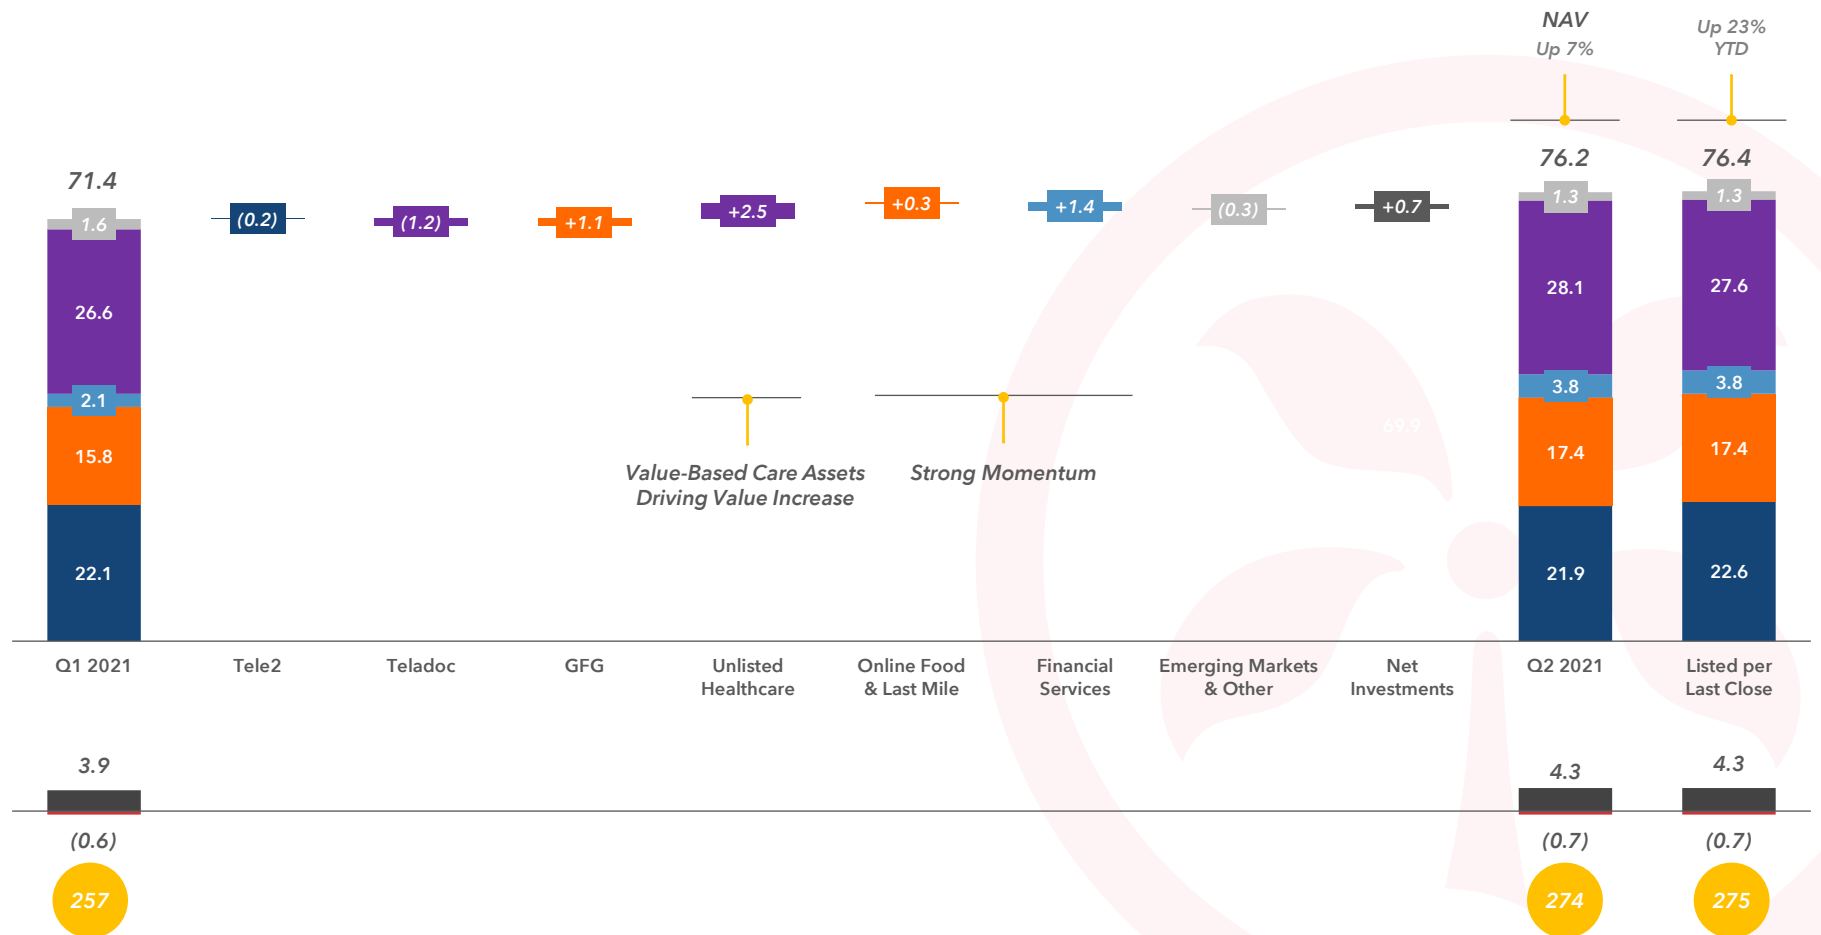 NAV
Up 7%
Up 23%
YTD
71.4
76.2
76.4
1.6
(0.2)
(1.2)
+1.1
+2.5
+0.3
+1.4
(0.3)
+0.7
1.3
1.3
26.6
28.1
27.6
2.1
3.8
3.8
69.9
15.8
17.4
17.4
Value-Based Care Assets
Driving Value Increase
Strong Momentum
22.1
21.9
22.6
Q1 2021
Tele2
Teladoc
GFG
Unlisted
Healthcare
Online Food
& Last Mile
Financial
Services
Emerging Markets
& Other
Net
Investments
Q2 2021
Listed per
Last Close
3.9
4.3
4.3
(0.6)
(0.7)
(0.7)
257
274
275